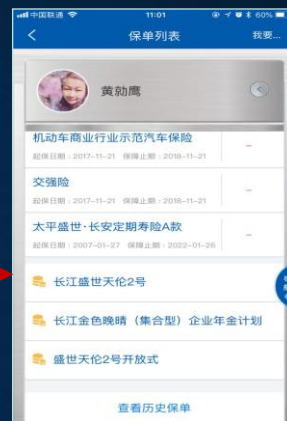 中国联通 11:01 60%
保单列表 我要...
黄勍鹰
机动车商业行业示范汽车保险
起保日期：2017-11-21 保障止期：2018-11-21
交强险
起保日期：2017-11-21 保障止期：2018-11-21
太平盛世·长安定期寿险A款
起保日期：2007-01-27 保障止期：2022-01-26
长江盛世天伦2号
长江金色晚晴（集合型）企业年金计划
盛世天伦2号开放式
查看历史保单